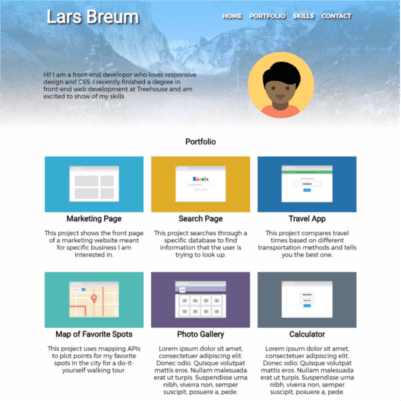 Lars Breum
HOME PORTFOLIO SKILLS CONTACT
Hi! I am a front-end developer who loves responsive
design and CSS. I recently finished a degree in
front-end web development at Treehouse and am
excited to show of my skills
Portfolio
Marketing Page
This project shows the front page
of a marketing website meant
for specific business I am
interested in.
Search Page
This project searches through a
specific database to find
information that the user is
trying to look up.
Travel App
This project compares travel
times based on different
transportation methods and tells
you the best one.
Map of Favorite Spots
This project uses mapping APIs
to plot points for my favorite
spots in the city for a do-it-
yourself walking tour.
Photo Gallery
Lorem ipsum dolor sit amet,
consectetuer adipiscing elit.
Donec odio. Quisque volutpat
mattis eros. Nullam malesuada
erat ut turpis. Suspendisse urna
nibh, viverra non, semper
suscipit, posuere a, pede.
Calculator
Lorem ipsum dolor sit amet,
consectetuer adipiscing elit.
Donec odio. Quisque volutpat
mattis eros. Nullam malesuada
erat ut turpis. Suspendisse urna
nibh, viverra non, semper
suscipit, posuere a, pede.